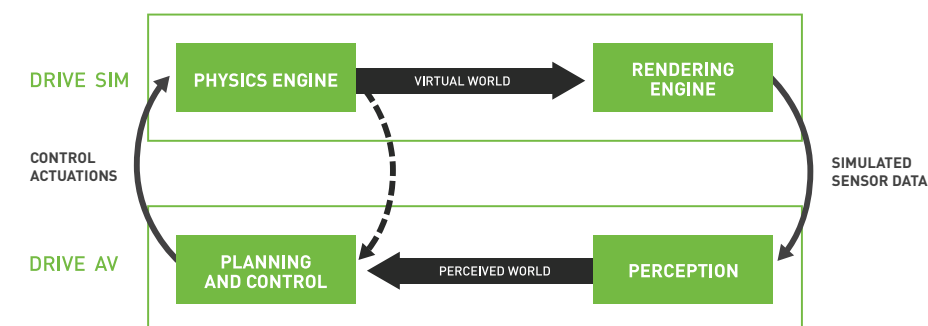 DRIVE SIM
PHYSICS ENGINE
VIRTUAL WORLD
RENDERING
ENGINE
CONTROL
ACTUATIONS
SIMULATED
SENSOR DATA
DRIVE AV
PLANNING
AND CONTROL
PERCEIVED WORLD
PERCEPTION